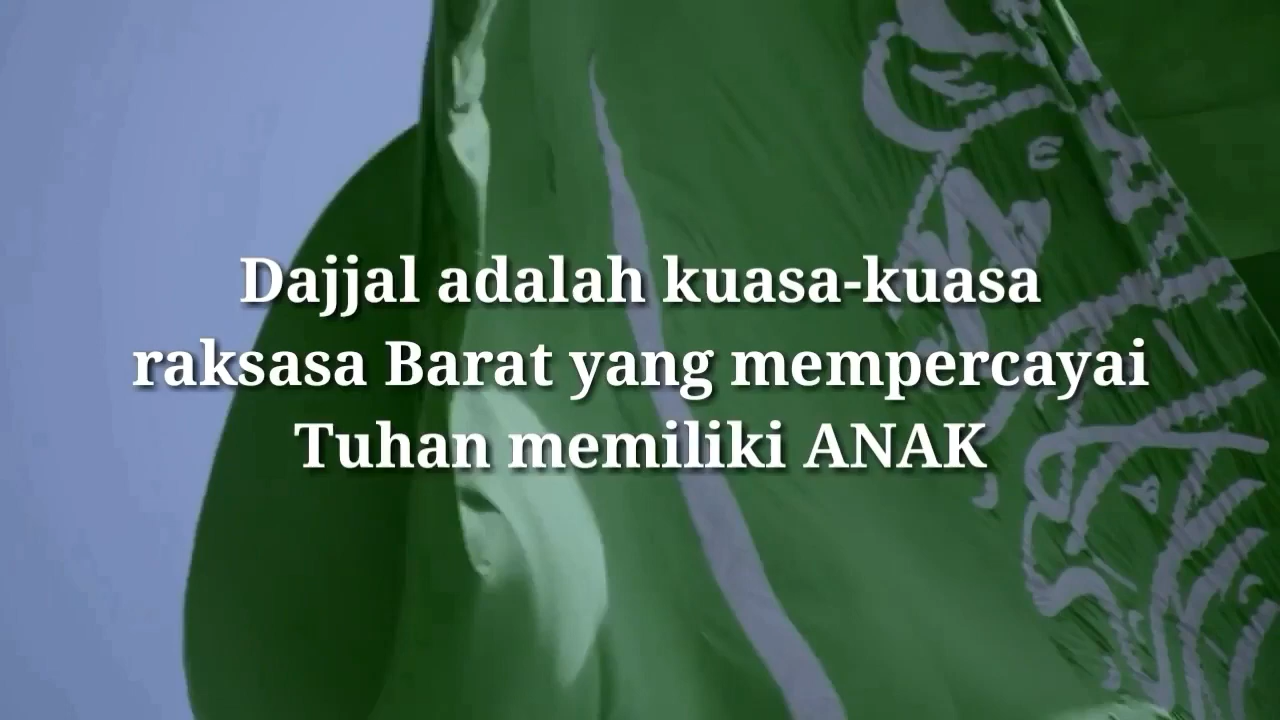 Dajjal adalah kuasa-kuasa
raksasa Barat yang mempercayai
Tuhan memiliki ANAK